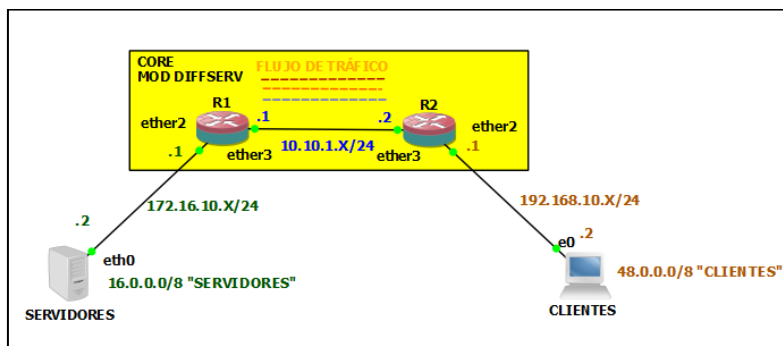 CORE
MOD DIFFSERV
FLUJO DE TRÁFICO
R1
R2
ether2
.1
.2
ether2
.1
ether3
10.10.1.X/24
ether3
.1
172.16.10.X/24
192.168.10.X/24
.2
eth0
e0
.2
16.0.0.0/8 "SERVIDORES"
48.0.0.0/8 "CLIENTES"
SERVIDORES
CLIENTES